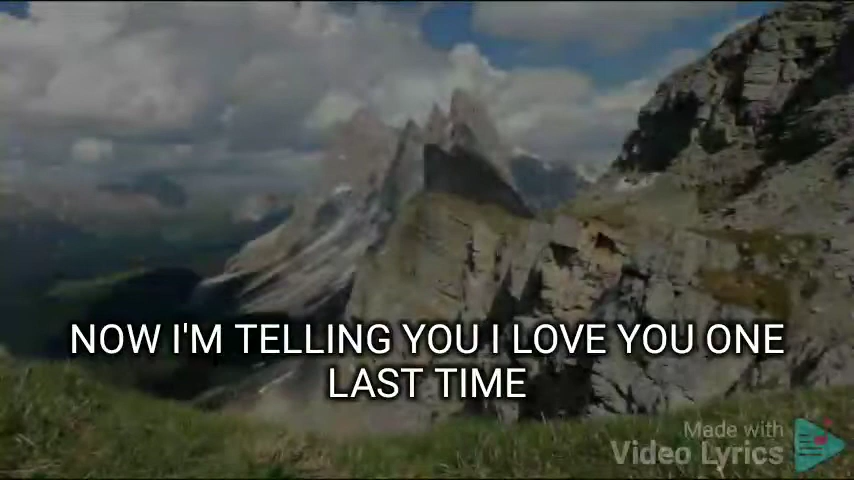 NOW I'M TELLING YOU I LOVE YOU ONE
LAST TIME
Made with
Video Lyrics